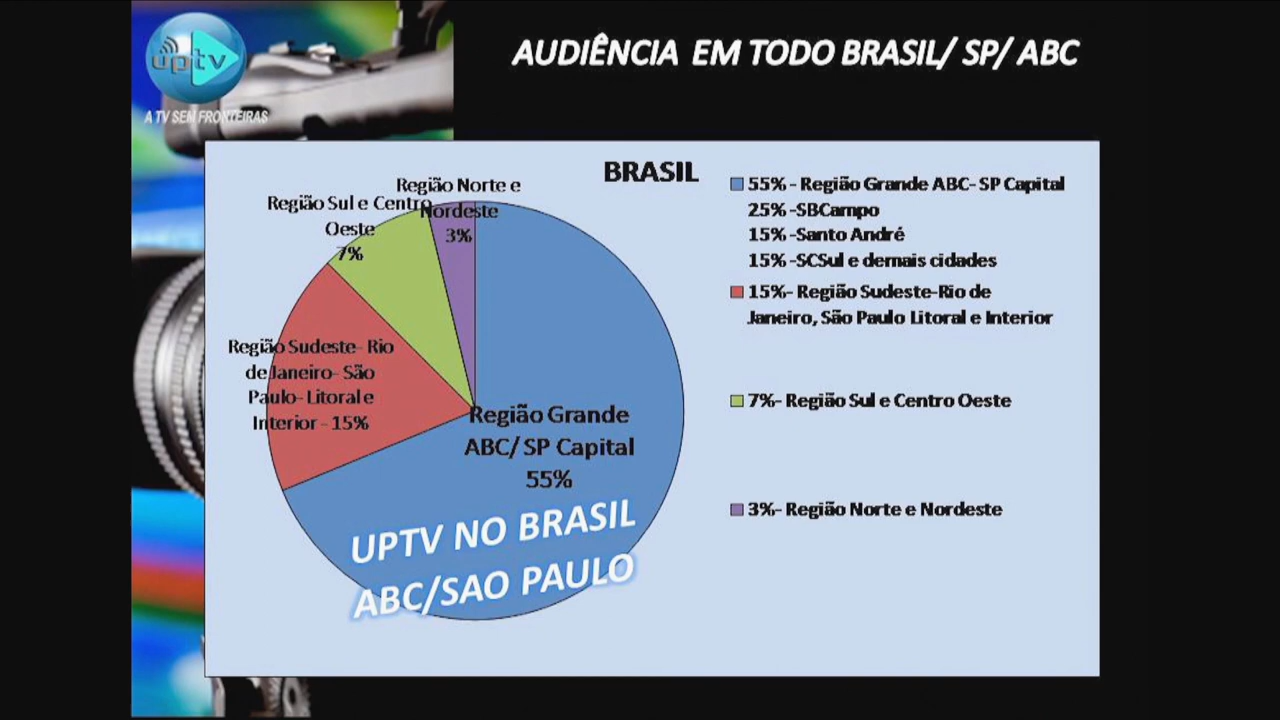 uptv
A TV SEM FRONTEIRAS
AUDIÊNCIA EM TODO BRASIL/ SP/ ABC
BRASIL
Região Norte e
Nordeste
3%
Região Sul e Centro
Oeste
7%
Região Sudeste- Rio
de Janeiro- São
Paulo- Litoral e
Interior - 15%
Região Grande
ABC/ SP Capital
55%
UPTV NO BRASIL
ABC/SAO PAULO
55% - Região Grande ABC- SP Capital
25% -SBCampo
15% -Santo André
15% -SCSul e demais cidades
15%- Região Sudeste-Rio de
Janeiro, São Paulo Litoral e Interior
7%- Região Sul e Centro Oeste
3%- Região Norte e Nordeste